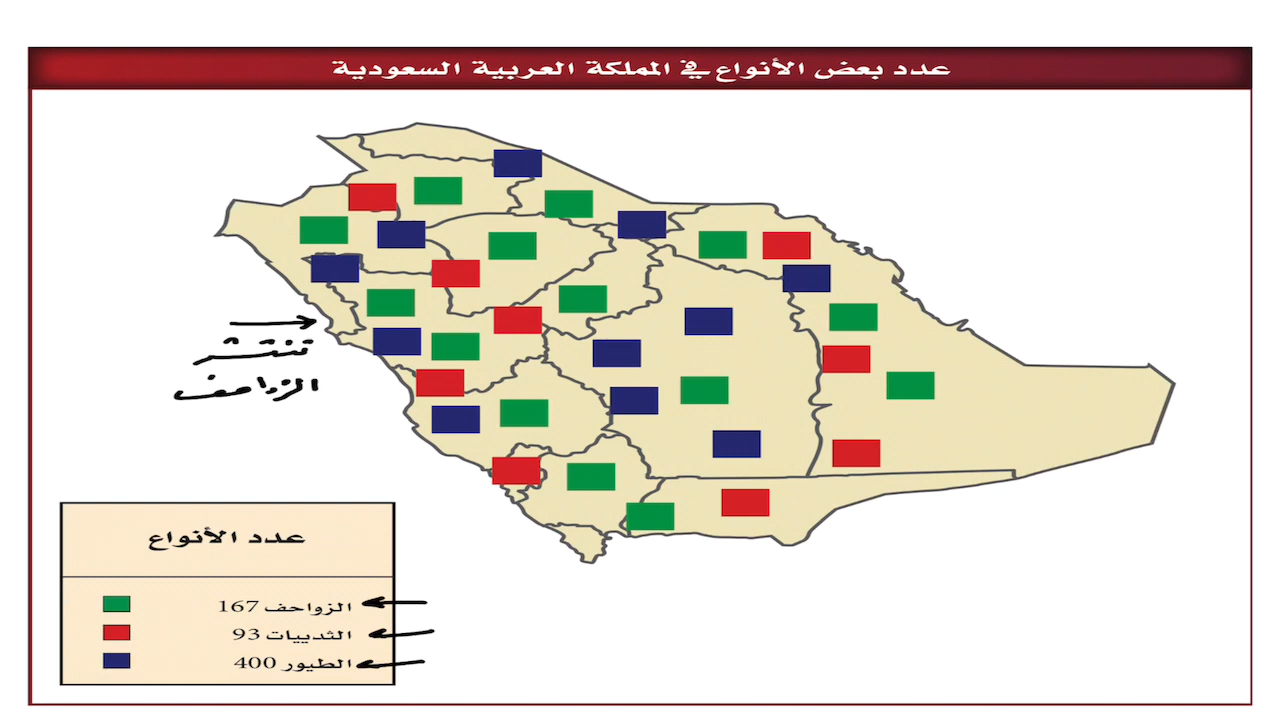 عدد بعض الأنواع في المملكة العربية السعودية
تنتشر
الزواحف
عدد الأنواع
الزواحف 167
الثدييات 93
الطيور 400